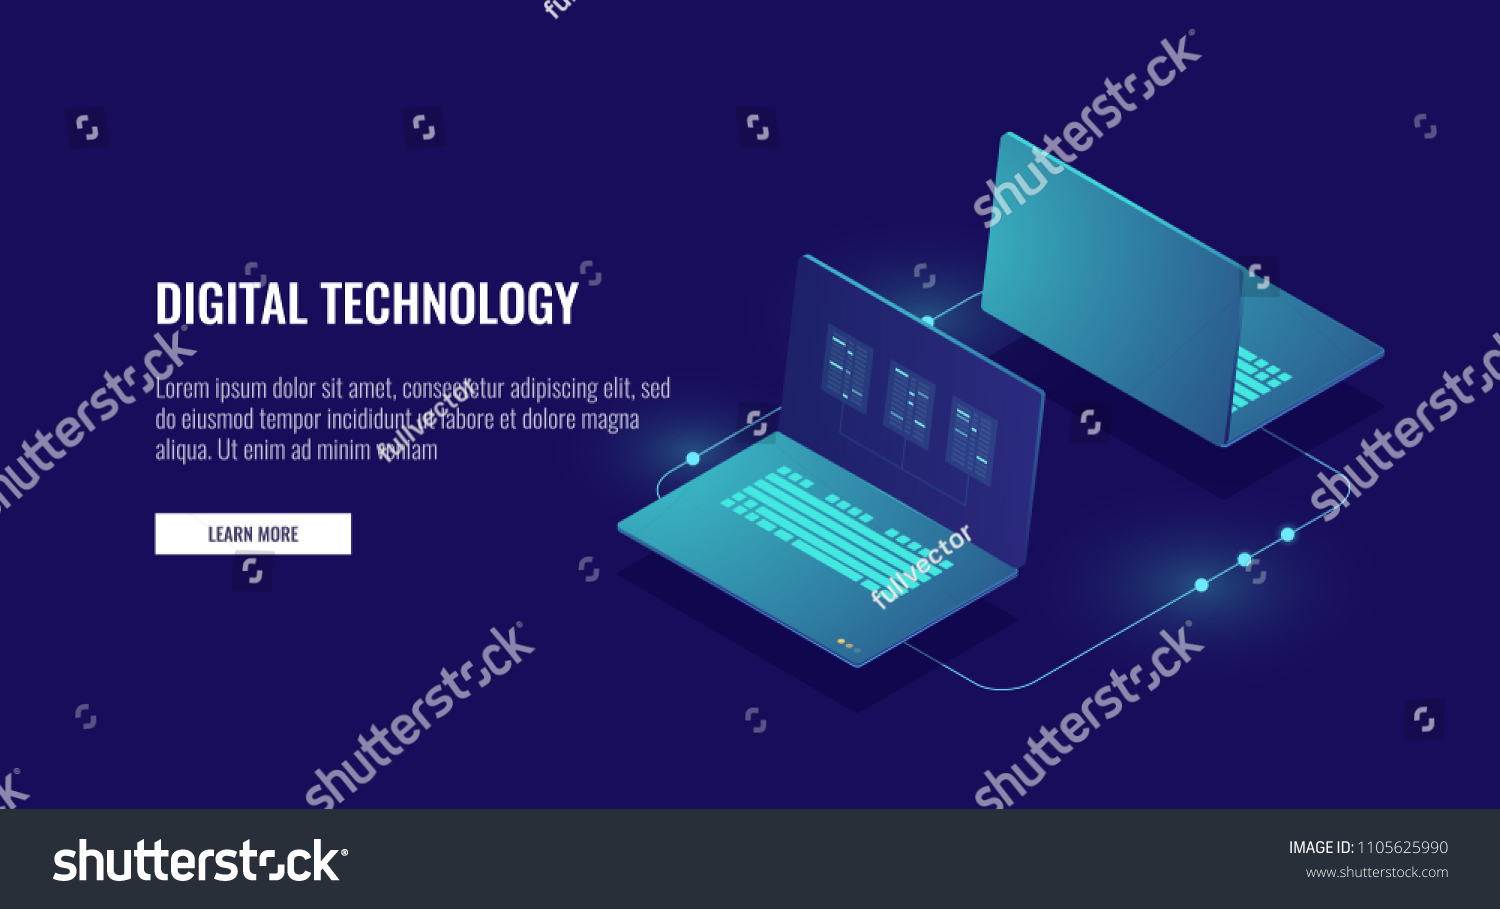 fu
shutterstock
DIGITAL TECHNOLOGY
Lorem ipsum dolor sit amet, consectetur adipiscing elit, sed
do eiusmod tempor incididunt ut labore et dolore magna
aliqua. Ut enim ad minim veniam
fullvector
shutterstock
shutterstock
LEARN MORE
fullvector
shutterstock
shutterstock
k
shutterstock
IMAGE ID: 1105625990
www.shutterstock.com